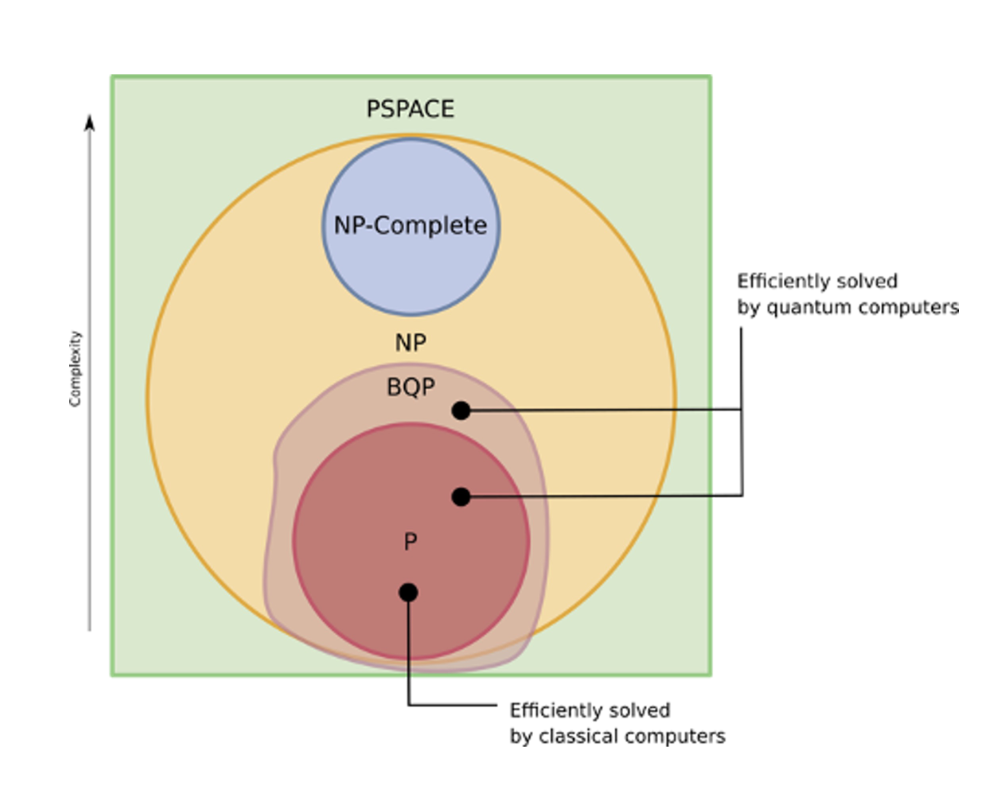 PSPACE
NP-Complete
Efficiently solved
by quantum computers
Complexity
NP
BQP
P
Efficiently solved
by classical computers